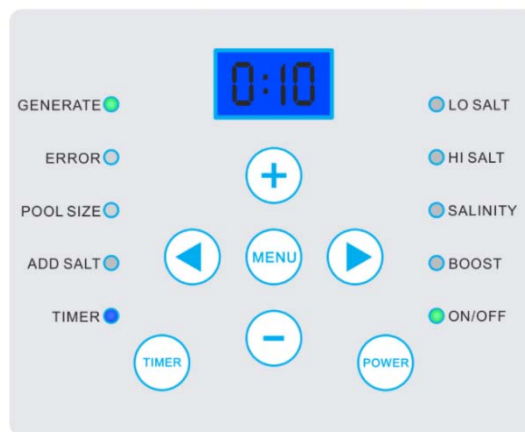 0:10
GENERATE
LO SALT
ERROR
HI SALT
+
POOL SIZE
SALINITY
ADD SALT
MENU
BOOST
TIMER
ON/OFF
−
TIMER
POWER